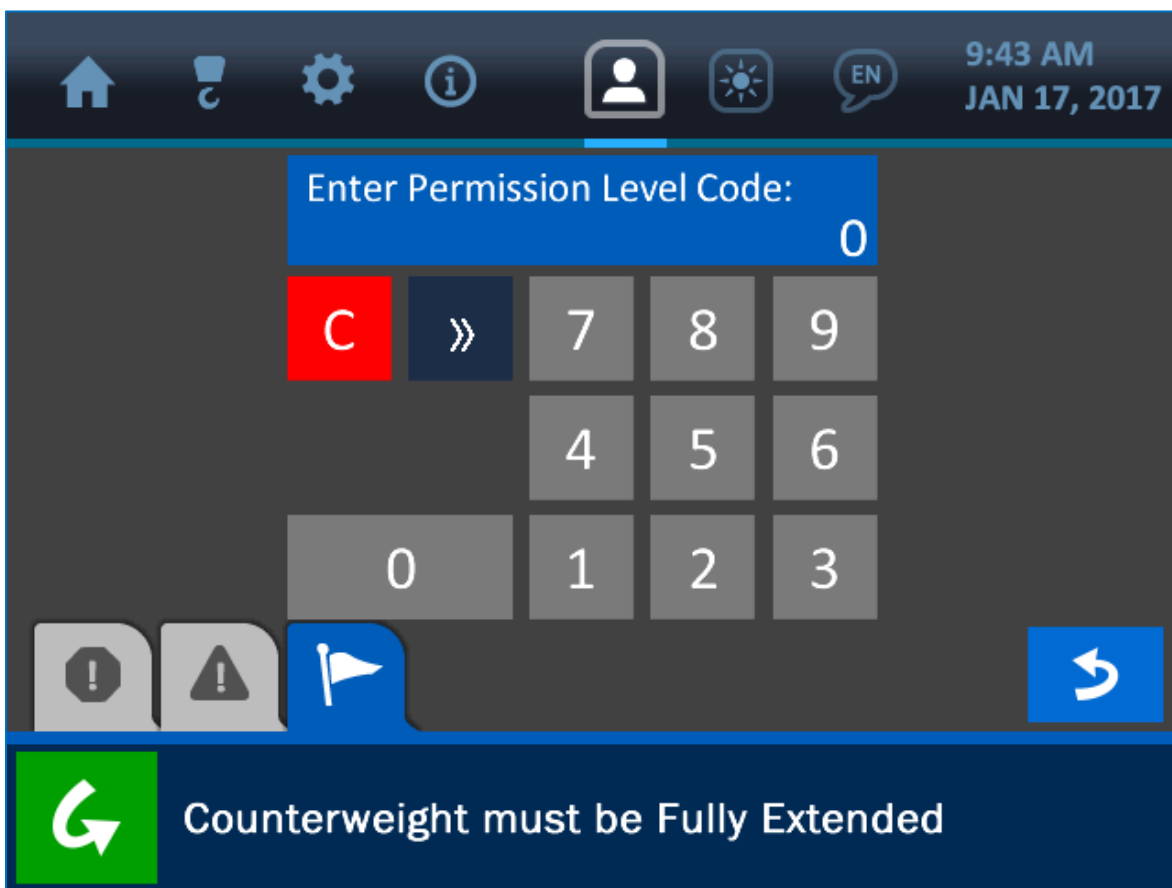 EN
9:43 AM
JAN 17, 2017
Enter Permission Level Code:
0
C » 7 8 9
4 5 6
0 1 2 3
! !
Counterweight must be Fully Extended